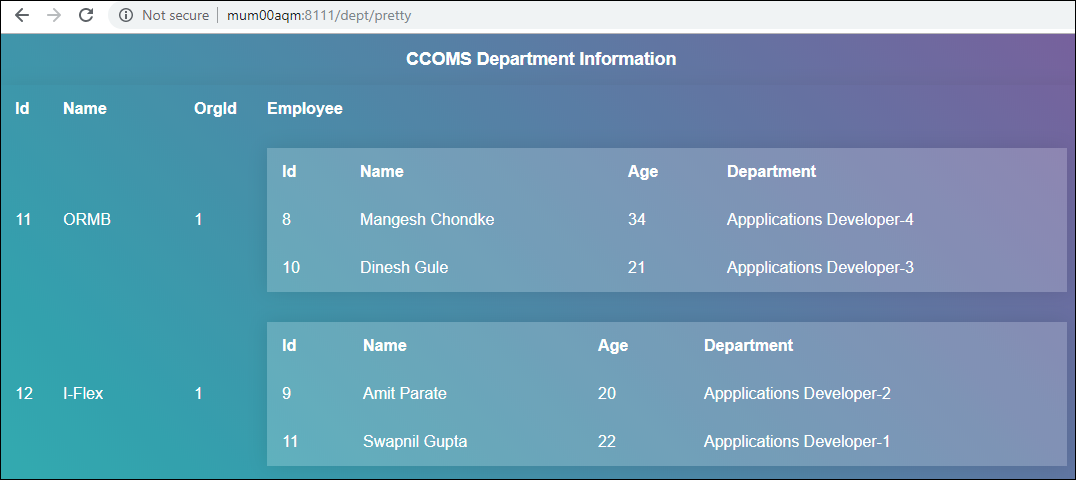 Not secure | mum00aqm:8111/dept/pretty
CCOMS Department Information
Id Name OrgId Employee
Id Name Age Department
11 ORMB 1 8 Mangesh Chondke 34 Appplications Developer-4
10 Dinesh Gule 21 Appplications Developer-3
Id Name Age Department
12 I-Flex 1 9 Amit Parate 20 Appplications Developer-2
11 Swapnil Gupta 22 Appplications Developer-1